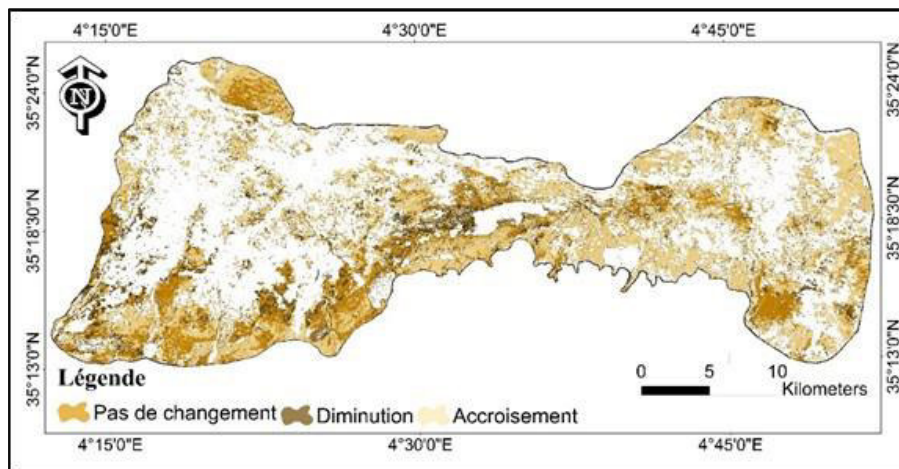 4°15'0"E 4°30'0"E 4°45'0"E
35°24'0"N 35°24'0"N
N
35°18'30"N 35°18'30"N
35°13'0"N 35°13'0"N
Légende
0 5 10
Kilometers
Pas de changement Diminution Accroisement
4°15'0"E 4°30'0"E 4°45'0"E